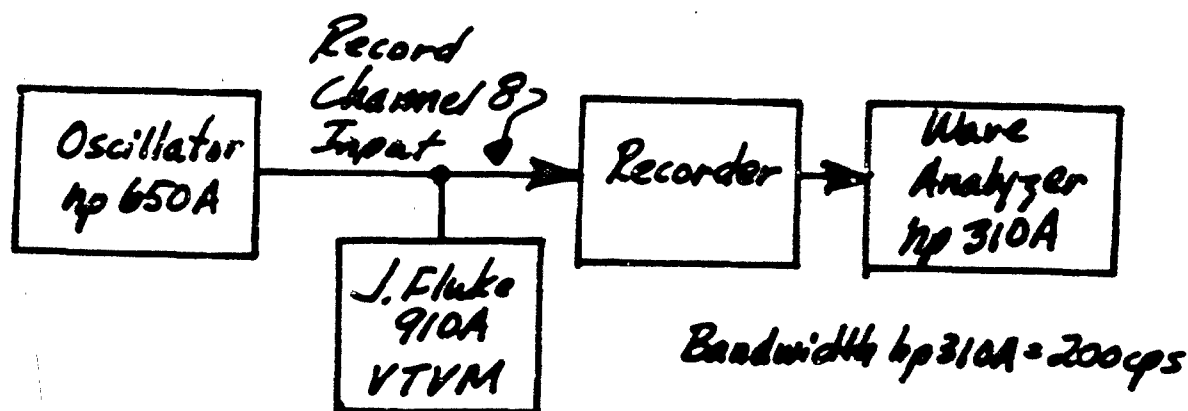 Record
Channel 8
Input
Oscillator
hp 650A
Recorder
Wave
Analyzer
hp 310A
J. Fluke
910A
VTVM
Bandwidth hp310A = 200cps